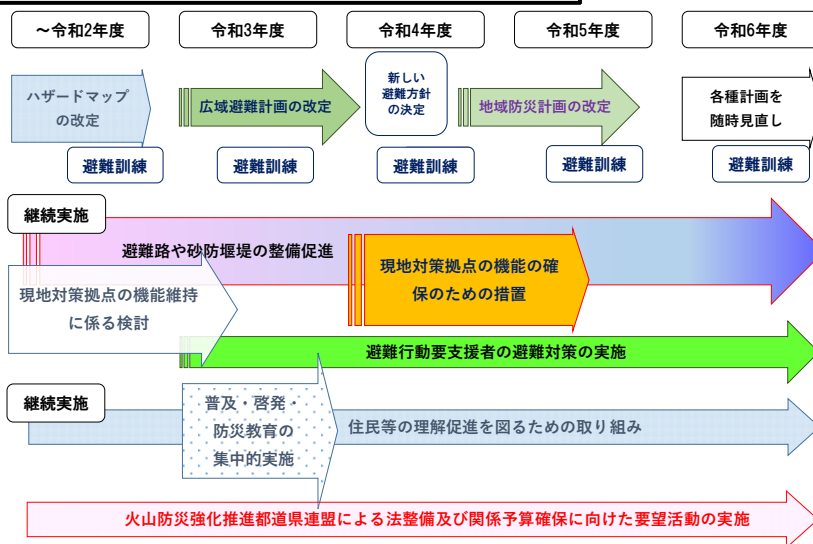 ～令和2年度
令和3年度
令和4年度
令和5年度
令和6年度
ハザードマップ
の改定
広域避難計画の改定
新しい
避難方針
の決定
地域防災計画の改定
各種計画を
随時見直し
避難訓練
避難訓練
避難訓練
避難訓練
避難訓練
継続実施
避難路や砂防堰堤の整備促進
現地対策拠点の機能の確
保のための措置
現地対策拠点の機能維持
に係る検討
避難行動要支援者の避難対策の実施
継続実施
普及・啓発・
防災教育の
集中的実施
住民等の理解促進を図るための取り組み
火山防災強化推進都道県連盟による法整備及び関係予算確保に向けた要望活動の実施